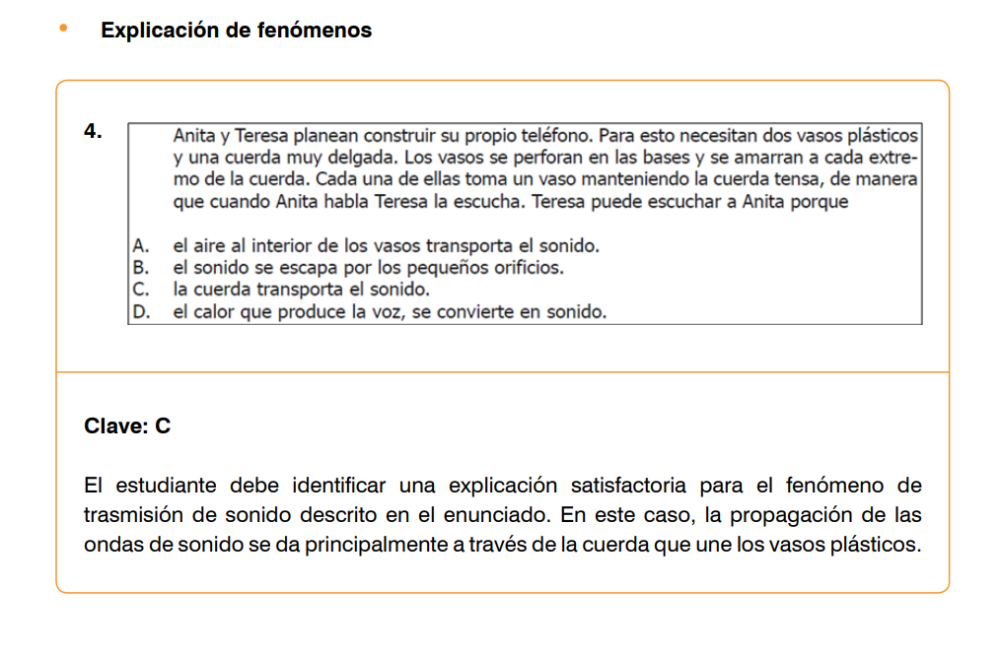 • Explicación de fenómenos
4.
Anita y Teresa planean construir su propio teléfono. Para esto necesitan dos vasos plásticos
y una cuerda muy delgada. Los vasos se perforan en las bases y se amarran a cada extre-
mo de la cuerda. Cada una de ellas toma un vaso manteniendo la cuerda tensa, de manera
que cuando Anita habla Teresa la escucha. Teresa puede escuchar a Anita porque
A. el aire al interior de los vasos transporta el sonido.
B. el sonido se escapa por los pequeños orificios.
C. la cuerda transporta el sonido.
D. el calor que produce la voz, se convierte en sonido.
Clave: C
El estudiante debe identificar una explicación satisfactoria para el fenómeno de
trasmisión de sonido descrito en el enunciado. En este caso, la propagación de las
ondas de sonido se da principalmente a través de la cuerda que une los vasos plásticos.